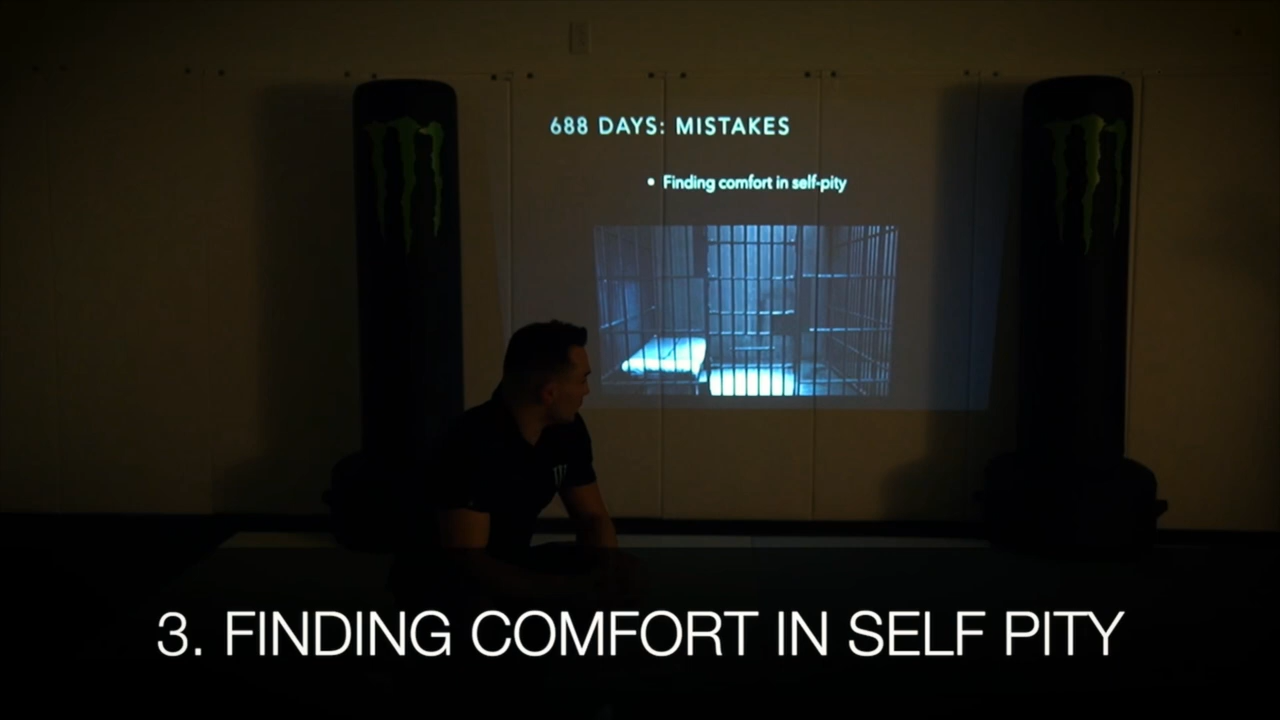 688 DAYS: MISTAKES
• Finding comfort in self-pity
3. FINDING COMFORT IN SELF PITY